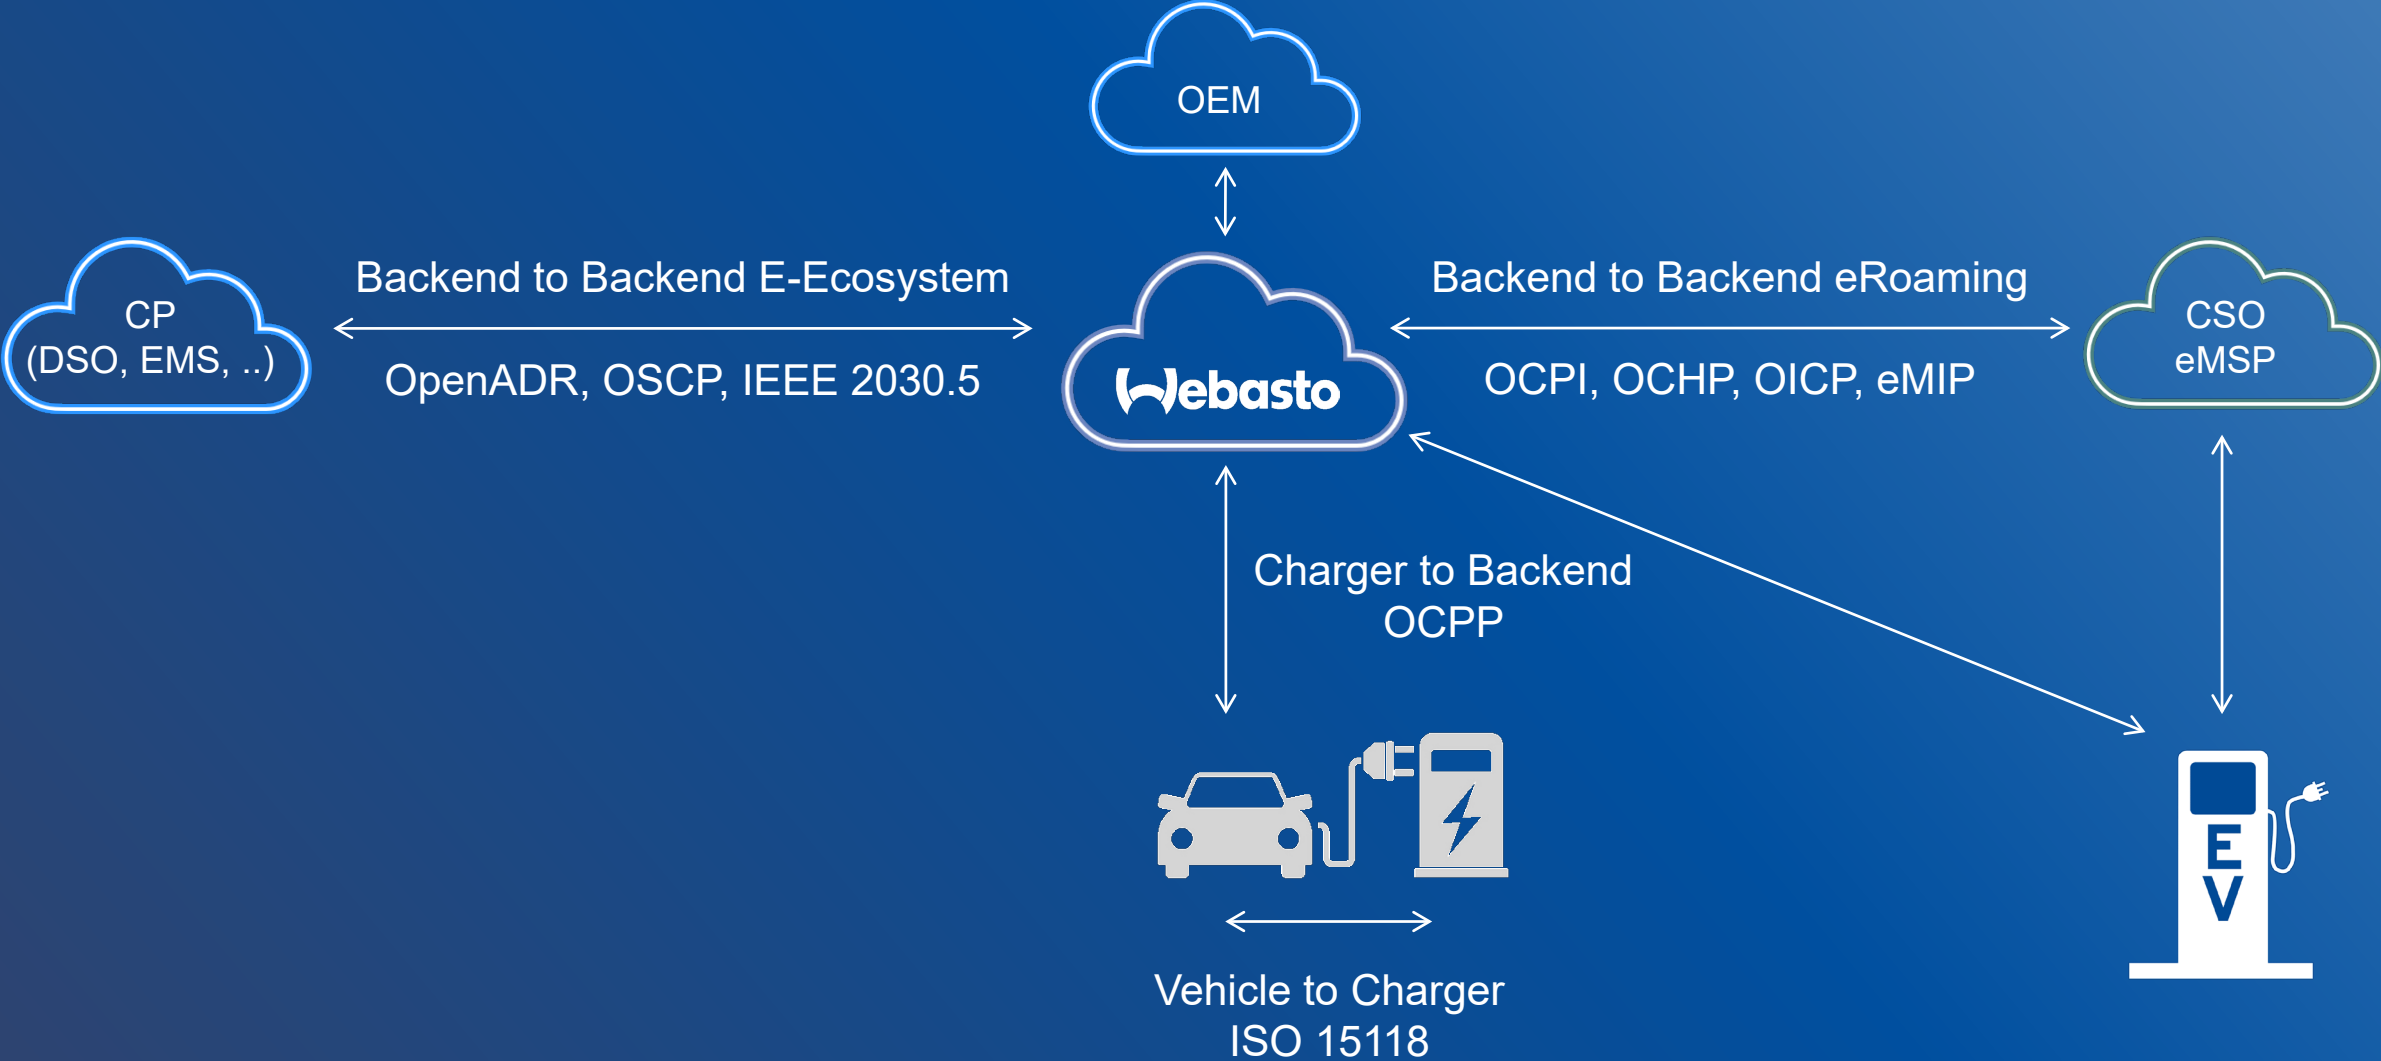 OEM
Backend to Backend E-Ecosystem
Backend to Backend eRoaming
CP
(DSO, EMS, ..)
OpenADR, OSCP, IEEE 2030.5
Webasto
OCPI, OCHP, OICP, eMIP
CSO
eMSP
Charger to Backend
OCPP
E
V
Vehicle to Charger
ISO 15118